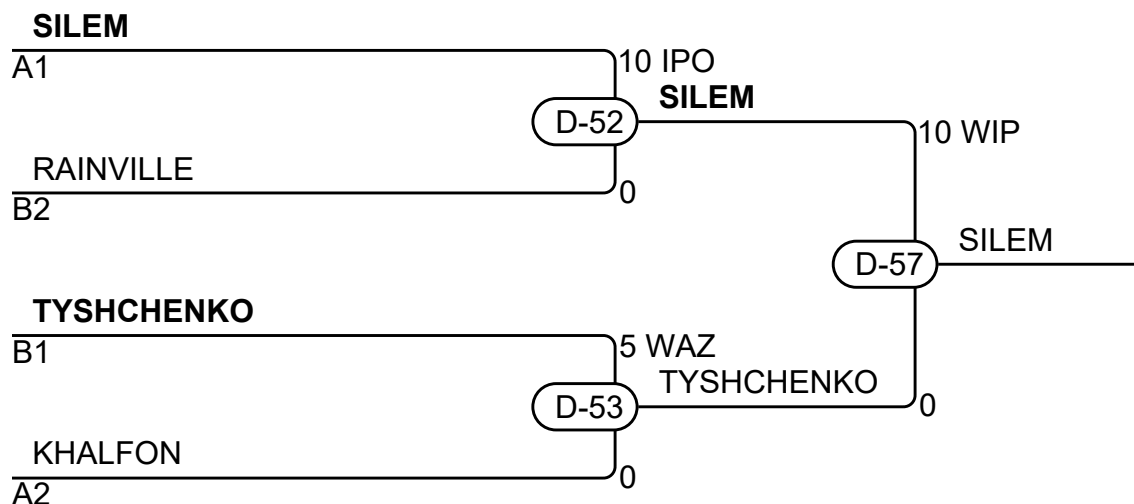 SILEM
A1
10 IPO
SILEM
D-52
10 WIP
RAINVILLE
B2
0
SILEM
D-57
TYSHCHENKO
B1
5 WAZ
TYSHCHENKO
D-53
0
KHALFON
A2
0